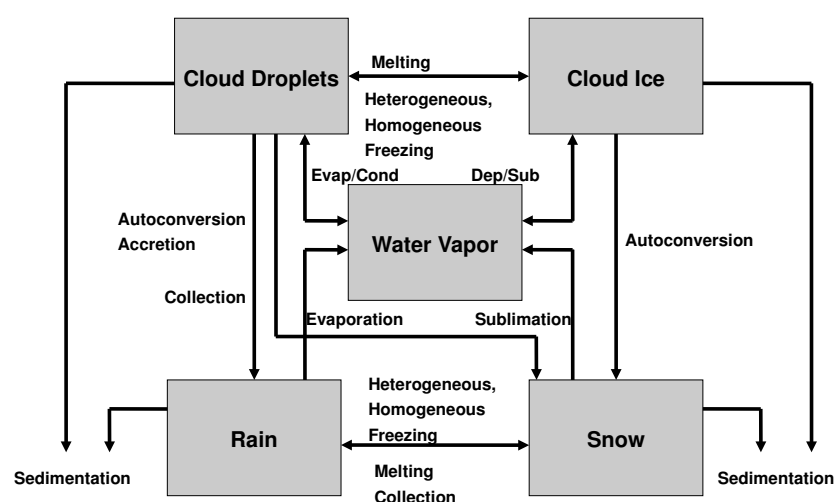 Cloud Droplets
Melting
Cloud Ice
Heterogeneous,
Homogeneous
Freezing
Evap/Cond
Dep/Sub
Autoconversion
Accretion
Water Vapor
Autoconversion
Collection
Evaporation
Sublimation
Heterogeneous,
Homogeneous
Freezing
Rain
Snow
Melting
Collection
Sedimentation
Sedimentation